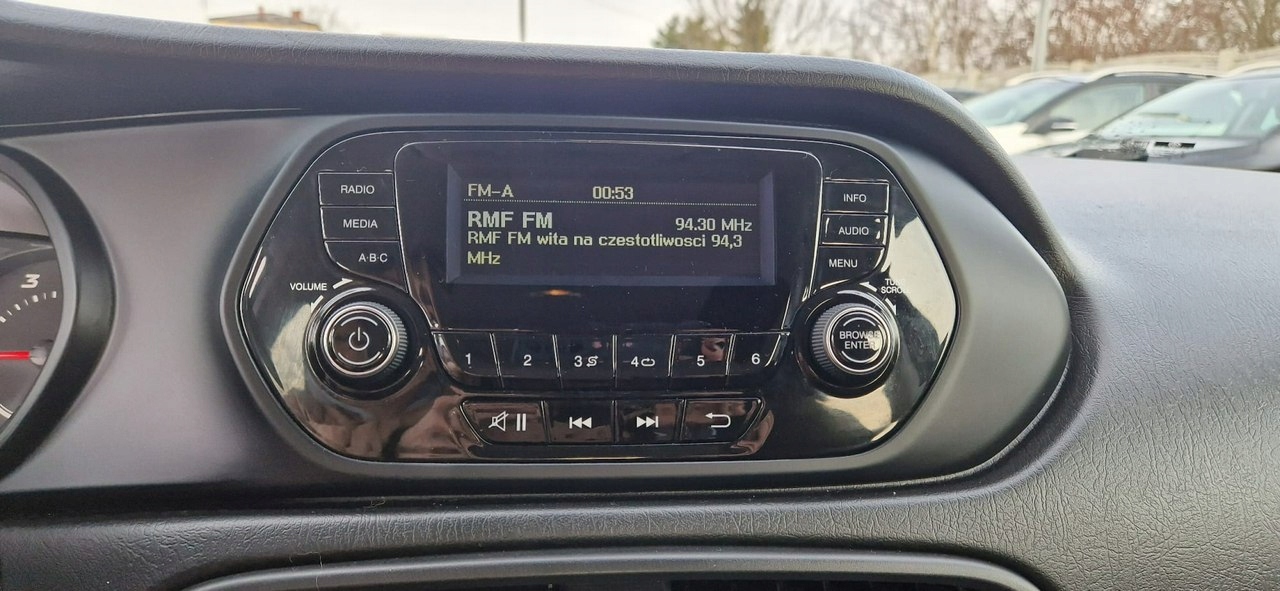 FM-A 00:53
RMF FM 94.30 MHz
RMF FM wita na czestotliwosci 94,3
MHz
RADIO
MEDIA
A·B·C
VOLUME
INFO
AUDIO
MENU
BROWSE
ENTER
1 2 3 4 5 6
3